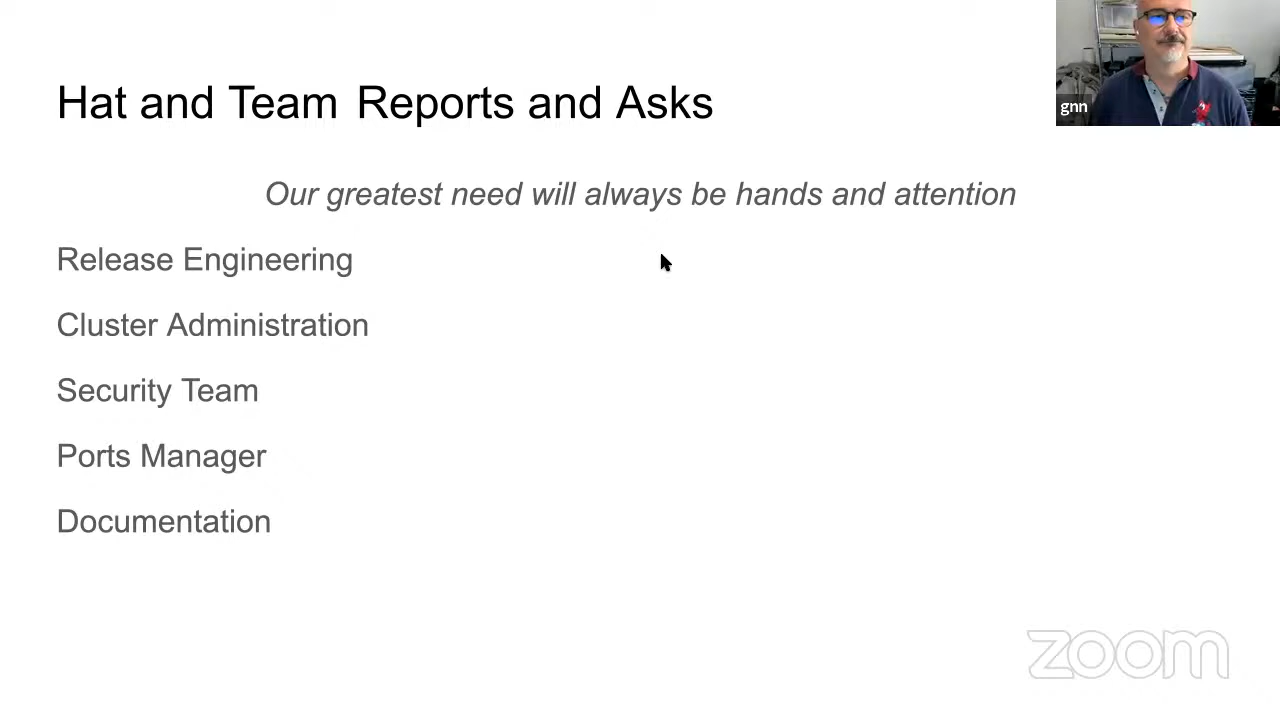 Hat and Team Reports and Asks
gnn
Our greatest need will always be hands and attention
Release Engineering
Cluster Administration
Security Team
Ports Manager
Documentation
zoom